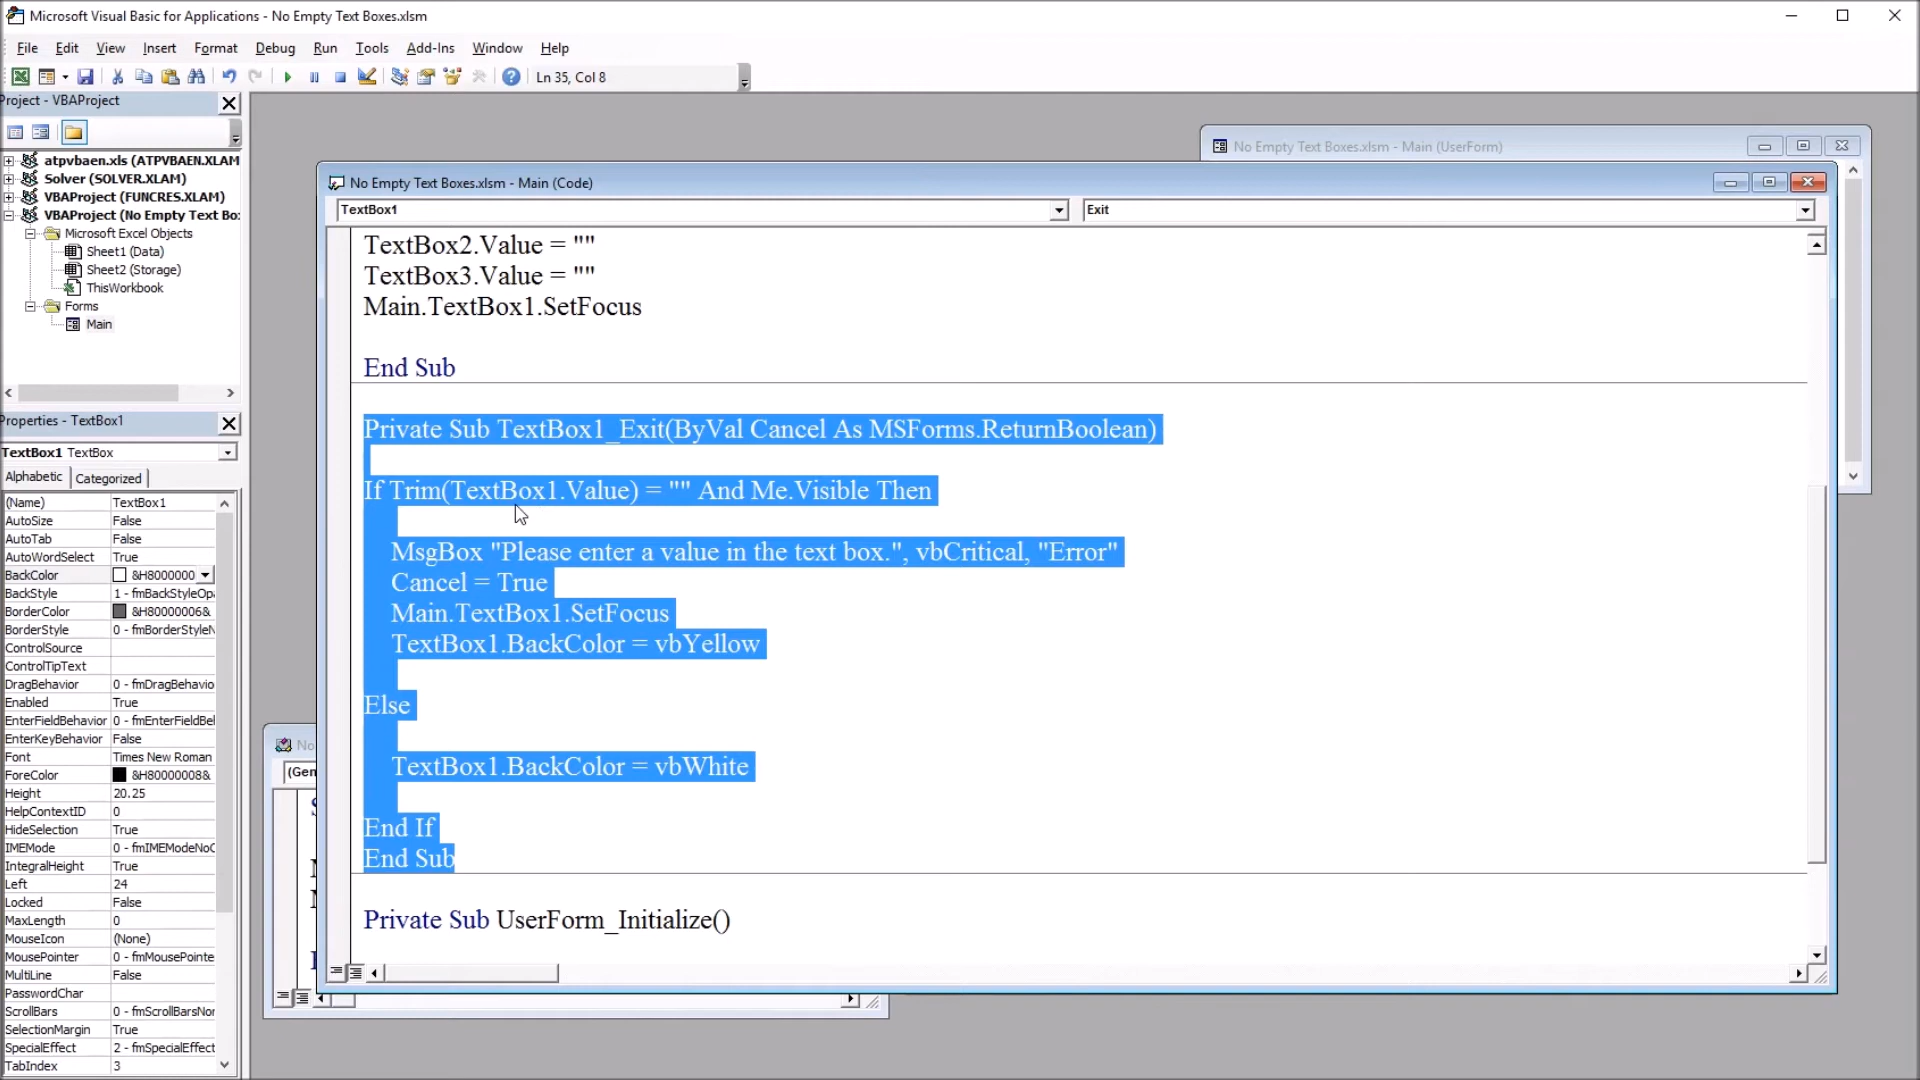 Microsoft Visual Basic for Applications - No Empty Text Boxes.xlsm
File Edit View Insert Format Debug Run Tools Add-Ins Window Help
Ln 35, Col 8
Project - VBAProject
atpvbaen.xls (ATPVBAEN.XLAM
Solver (SOLVER.XLAM)
VBAProject (FUNCRES.XLAM)
VBAProject (No Empty Text Bo
Microsoft Excel Objects
Sheet1 (Data)
Sheet2 (Storage)
ThisWorkbook
Forms
Main
Properties - TextBox1
TextBox1 TextBox
Alphabetic Categorized
(Name) TextBox1
AutoSize False
AutoTab False
AutoWordSelect True
BackColor &H8000000
BackStyle 1 - fmBackStyleOp
BorderColor &H80000006&
BorderStyle 0 - fmBorderStyleN
ControlSource
ControlTipText
DragBehavior 0 - fmDragBehavio
Enabled True
EnterFieldBehavior 0 - fmEnterFieldBel
EnterKeyBehavior False
Font Times New Roman
ForeColor &H80000008&
Height 20.25
HelpContextID 0
HideSelection True
IMEMode 0 - fmIMEModeNoC
IntegralHeight True
Left 24
Locked False
MaxLength 0
MouseIcon (None)
MousePointer 0 - fmMousePointe
MultiLine False
PasswordChar
ScrollBars 0 - fmScrollBarsNor
SelectionMargin True
SpecialEffect 2 - fmSpecialEffect
TabIndex 3
No Empty Text Boxes.xlsm - Main (UserForm)
No Empty Text Boxes.xlsm - Main (Code)
TextBox1 Exit
TextBox2.Value = ""
TextBox3.Value = ""
Main.TextBox1.SetFocus
End Sub
Private Sub TextBox1_Exit(ByVal Cancel As MSForms.ReturnBoolean)
If Trim(TextBox1.Value) = "" And Me.Visible Then
MsgBox "Please enter a value in the text box.", vbCritical, "Error"
Cancel = True
Main.TextBox1.SetFocus
TextBox1.BackColor = vbYellow
Else
TextBox1.BackColor = vbWhite
End If
End Sub
Private Sub UserForm_Initialize()
No
(Gen